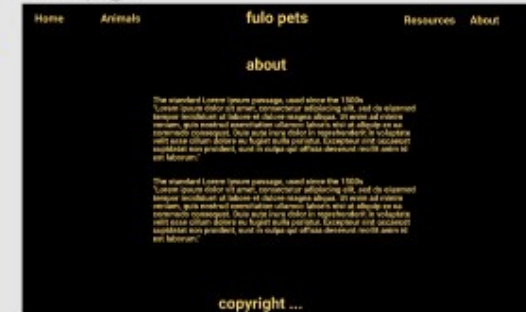 Home Animals fulo pets Resources About
about
The standard Lorem Ipsum passage, used since the 1500s
"Lorem ipsum dolor sit amet, consectetur adipiscing elit, sed do eiusmod
tempor incididunt ut labore et dolore magna aliqua. Ut enim ad minim
veniam, quis nostrud exercitation ullamco laboris nisi ut aliquip ex ea
commodo consequat. Duis aute irure dolor in reprehenderit in voluptate
velit esse cillum dolore eu fugiat nulla pariatur. Excepteur sint occaecat
cupidatat non proident, sunt in culpa qui officia deserunt mollit anim id
est laborum."
The standard Lorem Ipsum passage, used since the 1500s
"Lorem ipsum dolor sit amet, consectetur adipiscing elit, sed do eiusmod
tempor incididunt ut labore et dolore magna aliqua. Ut enim ad minim
veniam, quis nostrud exercitation ullamco laboris nisi ut aliquip ex ea
commodo consequat. Duis aute irure dolor in reprehenderit in voluptate
velit esse cillum dolore eu fugiat nulla pariatur. Excepteur sint occaecat
cupidatat non proident, sunt in culpa qui officia deserunt mollit anim id
est laborum."
copyright ...